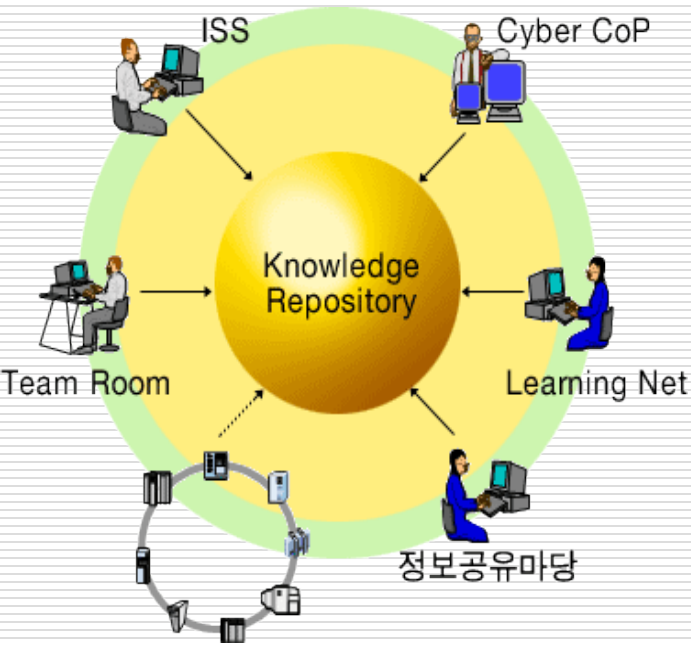 ISS
Cyber CoP
Knowledge
Repository
Team Room
Learning Net
정보공유마당